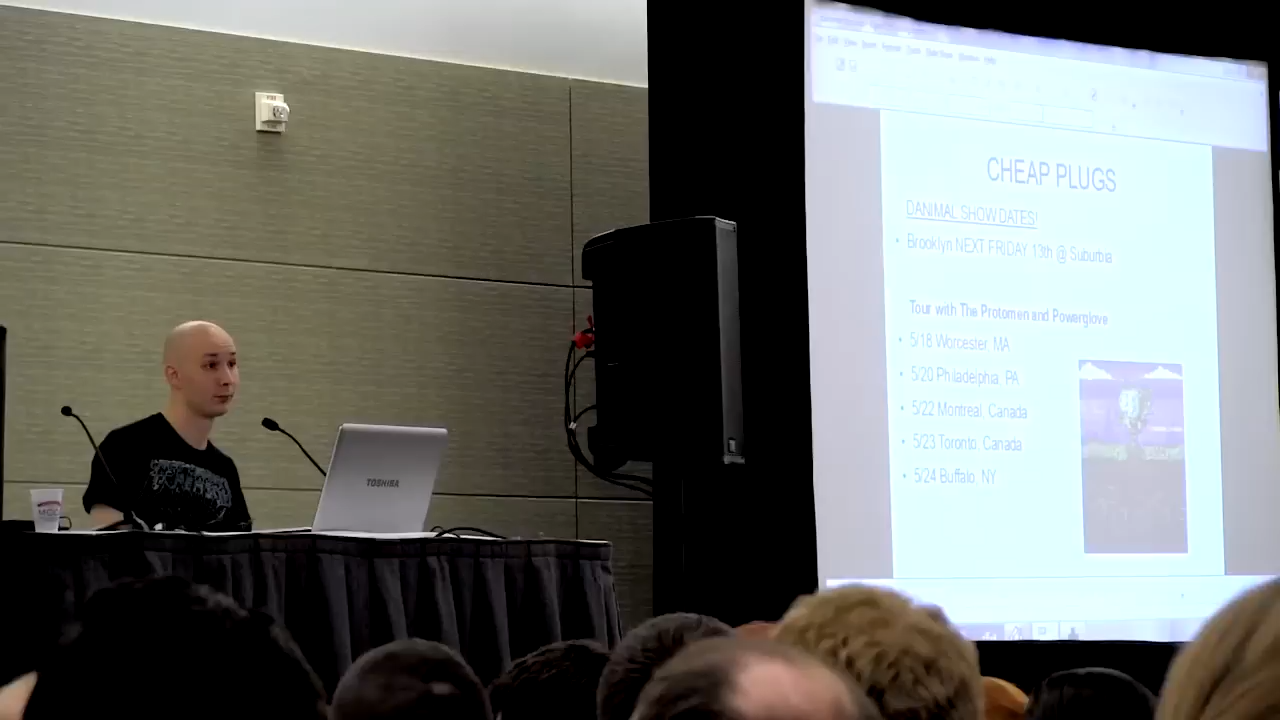 CHEAP PLUGS
DANIMAL SHOW DATES!
• Brooklyn NEXT FRIDAY 13th @ Suburbia
Tour with The Protomen and Powerglove
• 5/18 Worcester, MA
• 5/20 Philadelphia, PA
• 5/22 Montreal, Canada
• 5/23 Toronto, Canada
• 5/24 Buffalo, NY
TOSHIBA